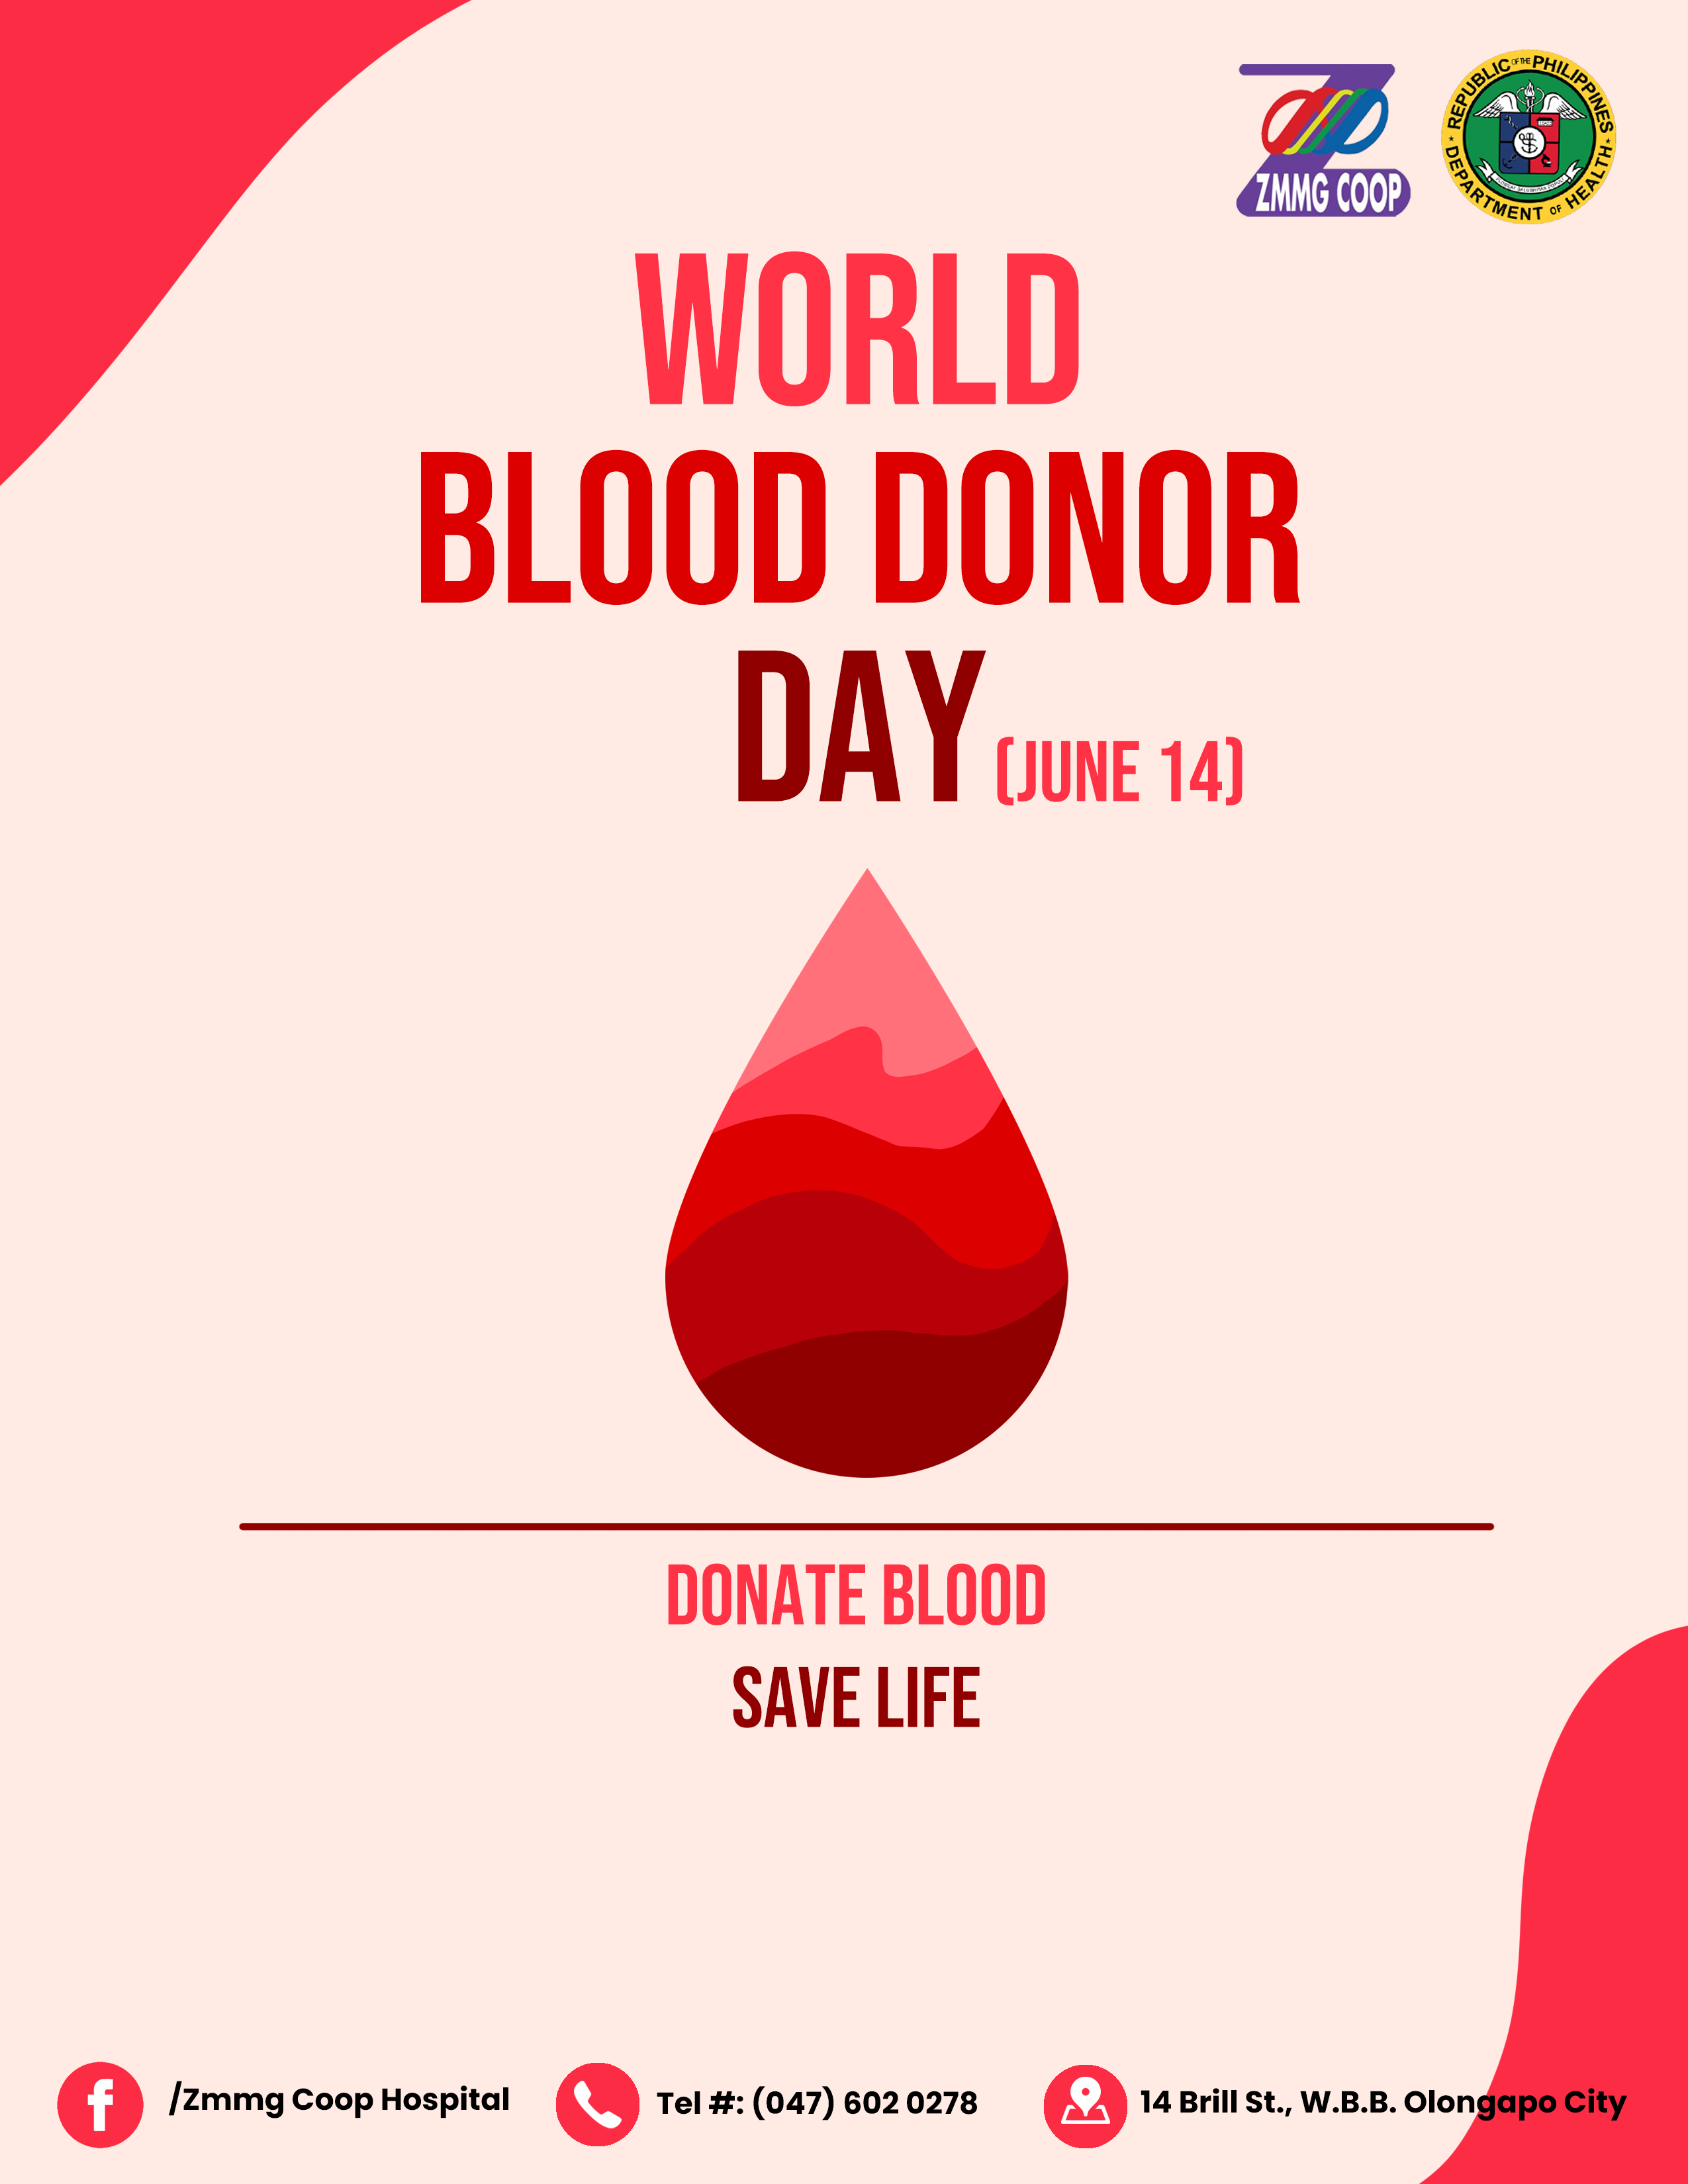 ZMMG COOP
REPUBLIC OF THE PHILIPPINES
DEPARTMENT OF HEALTH
WORLD
BLOOD DONOR
DAY (JUNE 14)
DONATE BLOOD
SAVE LIFE
/Zmmg Coop Hospital
Tel #: (047) 602 0278
14 Brill St., W.B.B. Olongapo City